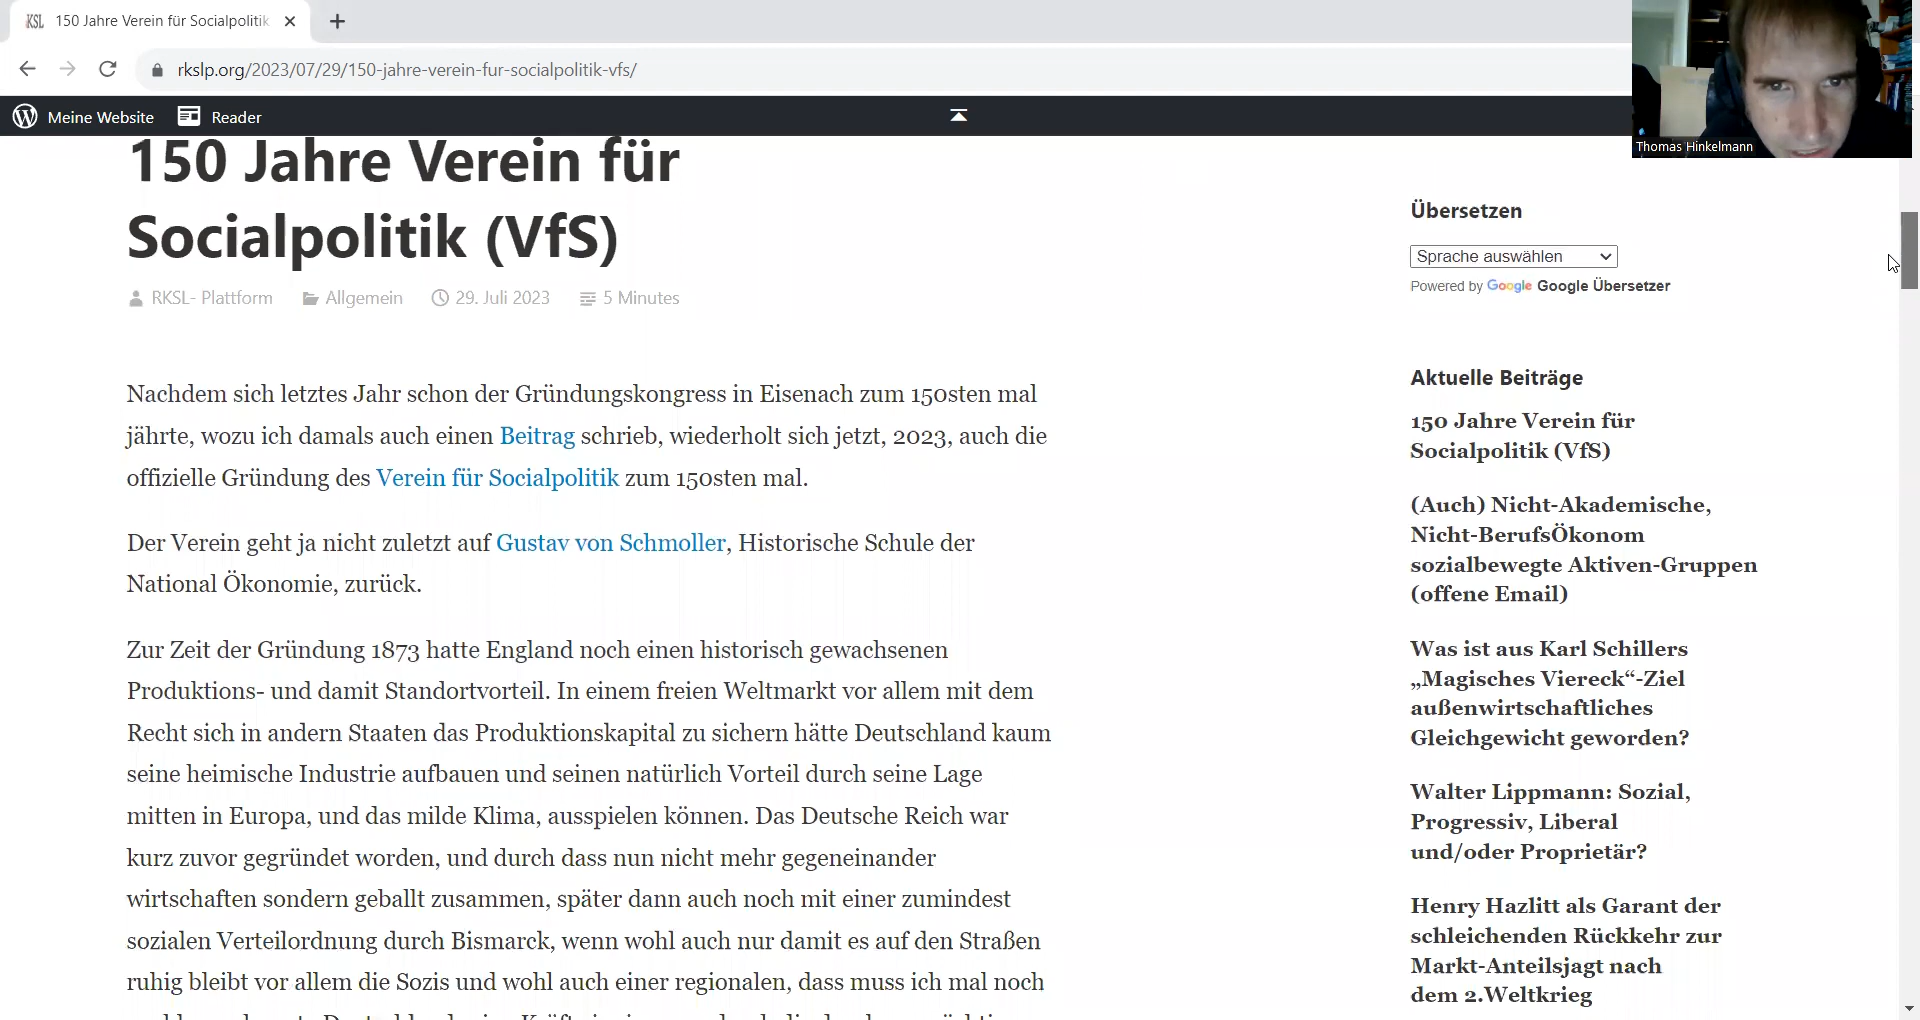 KSL 150 Jahre Verein für Socialpolitik
rkslp.org/2023/07/29/150-jahre-verein-fur-socialpolitik-vfs/
Meine Website Reader
Thomas Hinkelmann
150 Jahre Verein für
Socialpolitik (VfS)
RKSL- Plattform Allgemein 29. Juli 2023 5 Minutes
Nachdem sich letztes Jahr schon der Gründungskongress in Eisenach zum 150sten mal
jährte, wozu ich damals auch einen Beitrag schrieb, wiederholt sich jetzt, 2023, auch die
offizielle Gründung des Verein für Socialpolitik zum 150sten mal.
Der Verein geht ja nicht zuletzt auf Gustav von Schmoller, Historische Schule der
National Ökonomie, zurück.
Zur Zeit der Gründung 1873 hatte England noch einen historisch gewachsenen
Produktions- und damit Standortvorteil. In einem freien Weltmarkt vor allem mit dem
Recht sich in andern Staaten das Produktionskapital zu sichern hätte Deutschland kaum
seine heimische Industrie aufbauen und seinen natürlich Vorteil durch seine Lage
mitten in Europa, und das milde Klima, ausspielen können. Das Deutsche Reich war
kurz zuvor gegründet worden, und durch dass nun nicht mehr gegeneinander
wirtschaften sondern geballt zusammen, später dann auch noch mit einer zumindest
sozialen Verteilordnung durch Bismarck, wenn wohl auch nur damit es auf den Straßen
ruhig bleibt vor allem die Sozis und wohl auch einer regionalen, dass muss ich mal noch
Übersetzen
Sprache auswählen
Powered by Google Google Übersetzer
Aktuelle Beiträge
150 Jahre Verein für
Socialpolitik (VfS)
(Auch) Nicht-Akademische,
Nicht-BerufsÖkonom
sozialbewegte Aktiven-Gruppen
(offene Email)
Was ist aus Karl Schillers
„Magisches Viereck“-Ziel
außenwirtschaftliches
Gleichgewicht geworden?
Walter Lippmann: Sozial,
Progressiv, Liberal
und/oder Proprietär?
Henry Hazlitt als Garant der
schleichenden Rückkehr zur
Markt-Anteilsjagt nach
dem 2.Weltkrieg